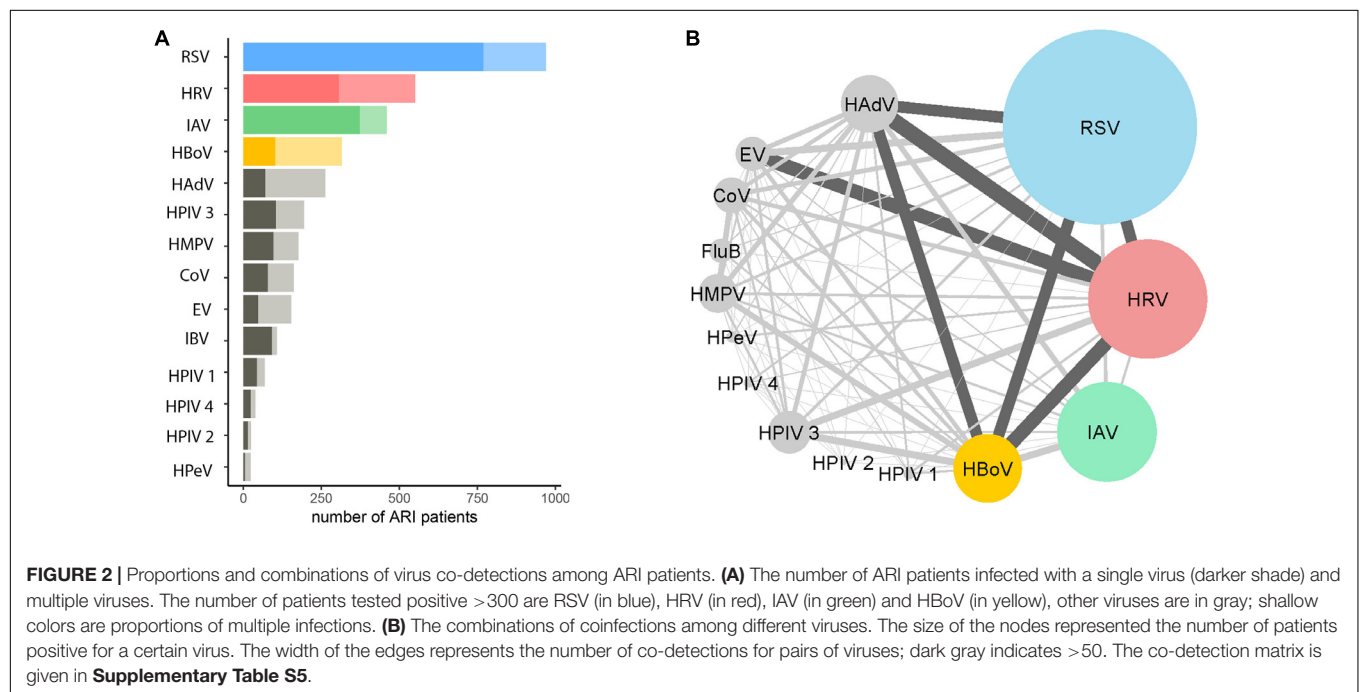 A
RSV
HRV
IAV
HBoV
HAdV
HPIV 3
HMPV
CoV
EV
IBV
HPIV 1
HPIV 4
HPIV 2
HPeV
0 250 500 750 1000
number of ARI patients
B
RSV
HAdV
EV
CoV
FluB
HMPV
HPeV
HPIV 4
HPIV 3
HPIV 2
HPIV 1
HBoV
IAV
HRV
FIGURE 2 | Proportions and combinations of virus co-detections among ARI patients. (A) The number of ARI patients infected with a single virus (darker shade) and
multiple viruses. The number of patients tested positive >300 are RSV (in blue), HRV (in red), IAV (in green) and HBoV (in yellow), other viruses are in gray; shallow
colors are proportions of multiple infections. (B) The combinations of coinfections among different viruses. The size of the nodes represented the number of patients
positive for a certain virus. The width of the edges represents the number of co-detections for pairs of viruses; dark gray indicates >50. The co-detection matrix is
given in Supplementary Table S5.